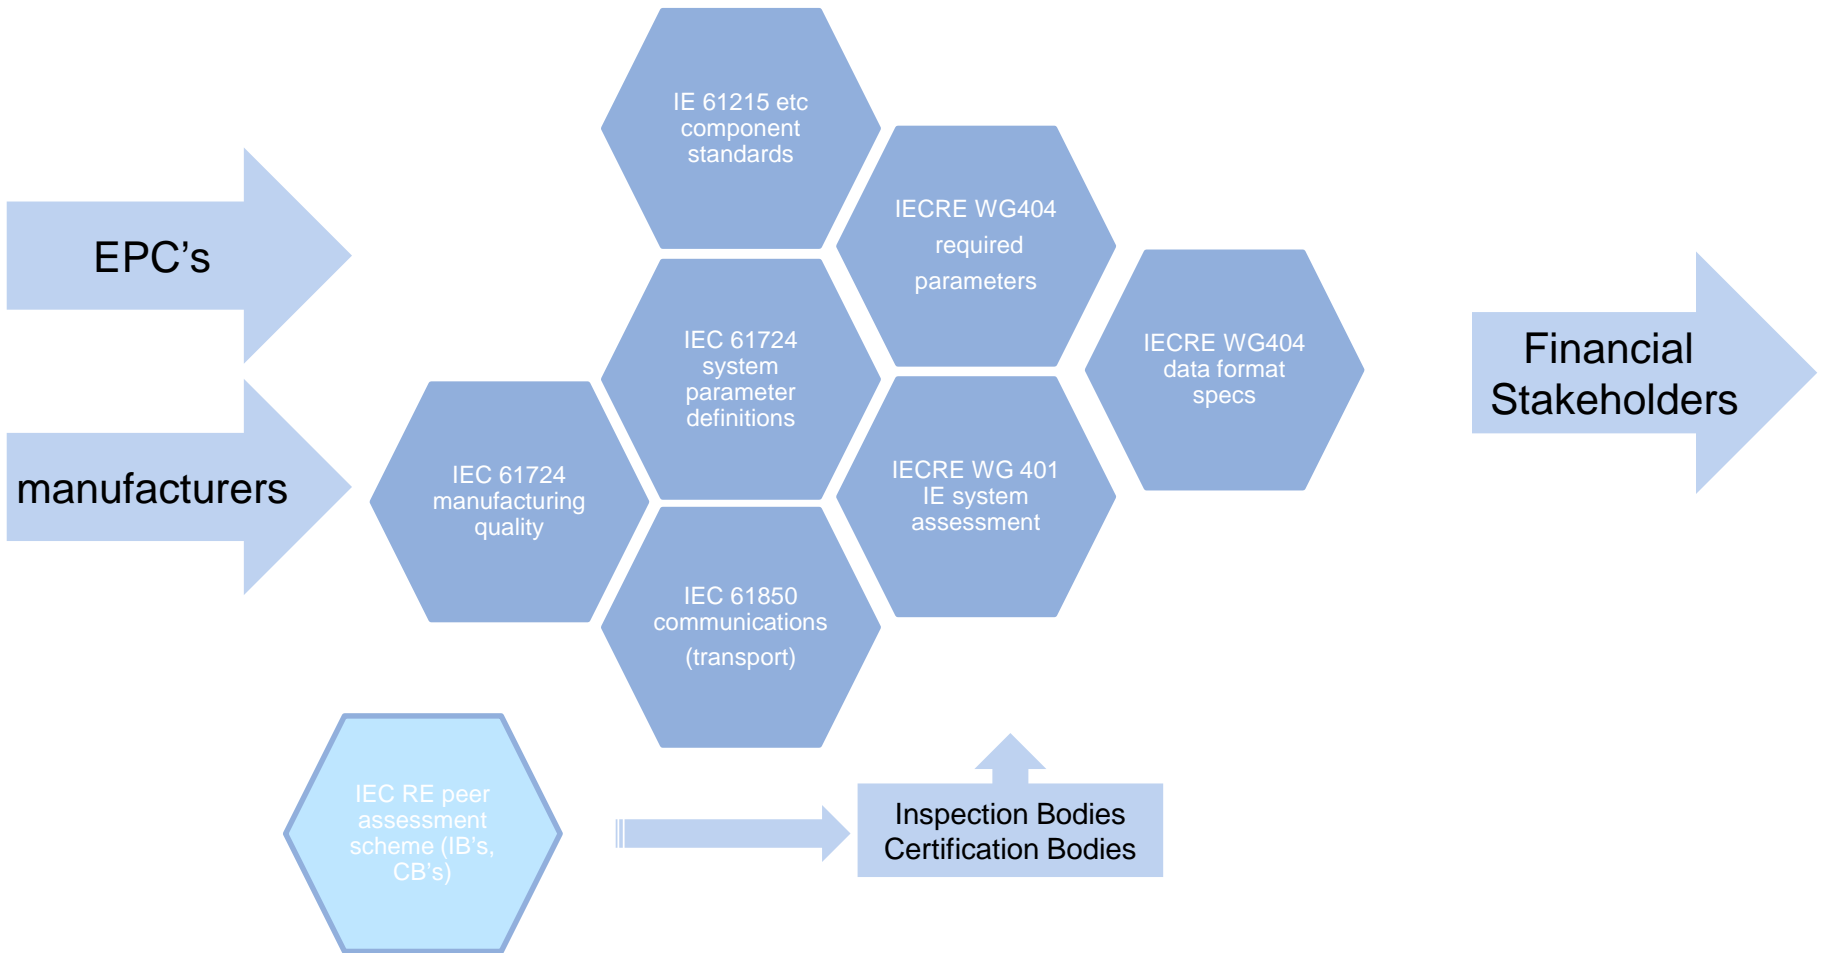 IE 61215 etc
component
standards
IECRE WG404
required
parameters
EPC's
IEC 61724
system
parameter
definitions
IECRE WG404
data format
specs
Financial
Stakeholders
manufacturers
IEC 61724
manufacturing
quality
IECRE WG 401
IE system
assessment
IEC 61850
communications
(transport)
IEC RE peer
assessment
scheme (IB's,
CB's)
Inspection Bodies
Certification Bodies